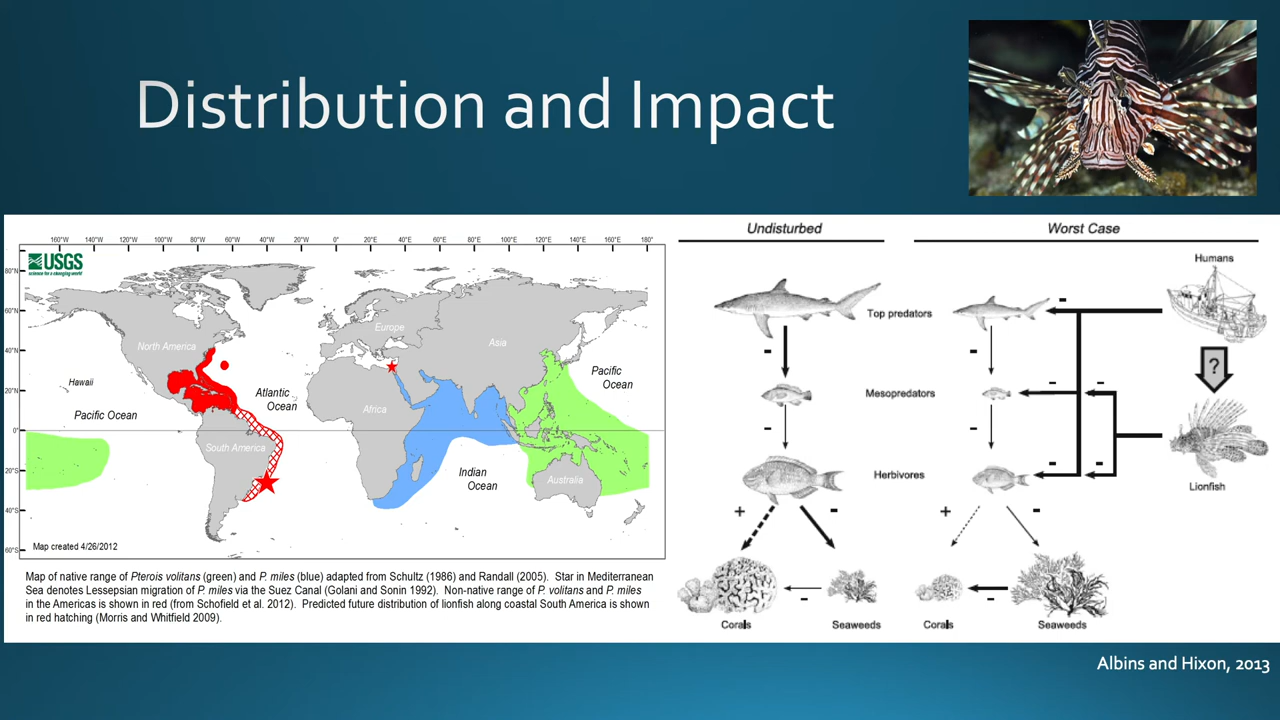 Distribution and Impact
160°W 140°W 120°W 100°W 80°W 60°W 40°W 20°W 0° 20°E 40°E 60°E 80°E 100°E 120°E 140°E 160°E 180°
USGS
science for a changing world
80°N
60°N
40°N
20°N
0°
20°S
40°S
60°S
North America
Europe
Asia
Hawaii
Atlantic
Ocean
Pacific
Ocean
Pacific Ocean
Africa
South America
Indian
Ocean
Australia
Map created 4/26/2012
Map of native range of Pterois volitans (green) and P. miles (blue) adapted from Schultz (1986) and Randall (2005). Star in Mediterranean
Sea denotes Lessepsian migration of P. miles via the Suez Canal (Golani and Sonin 1992). Non-native range of P. volitans and P. miles
in the Americas is shown in red (from Schofield et al. 2012). Predicted future distribution of lionfish along coastal South America is shown
in red hatching (Morris and Whitfield 2009).
Undisturbed
Worst Case
Humans
Top predators
-
-
-
?
Mesopredators
-
-
-
-
Herbivores
-
-
Lionfish
+
-
+
-
-
-
Corals
Seaweeds
Corals
Seaweeds
Albins and Hixon, 2013